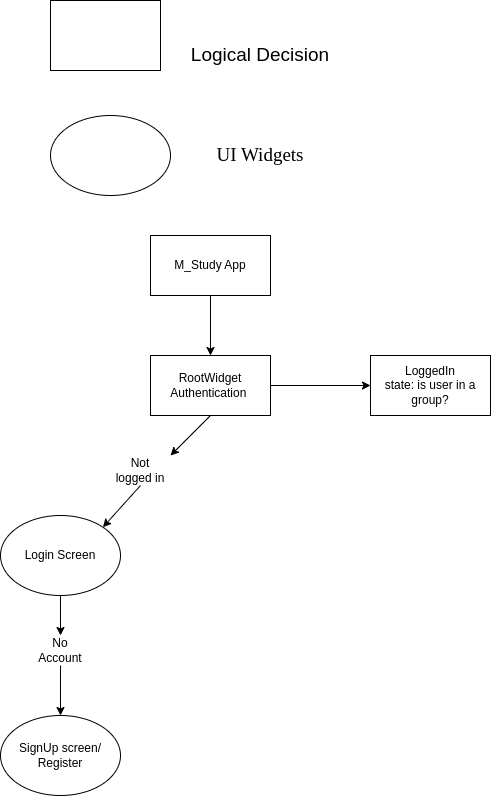 Logical Decision
UI Widgets
M_Study App
RootWidget
Authentication
LoggedIn
state: is user in a
group?
Not
logged in
Login Screen
No
Account
SignUp screen/
Register